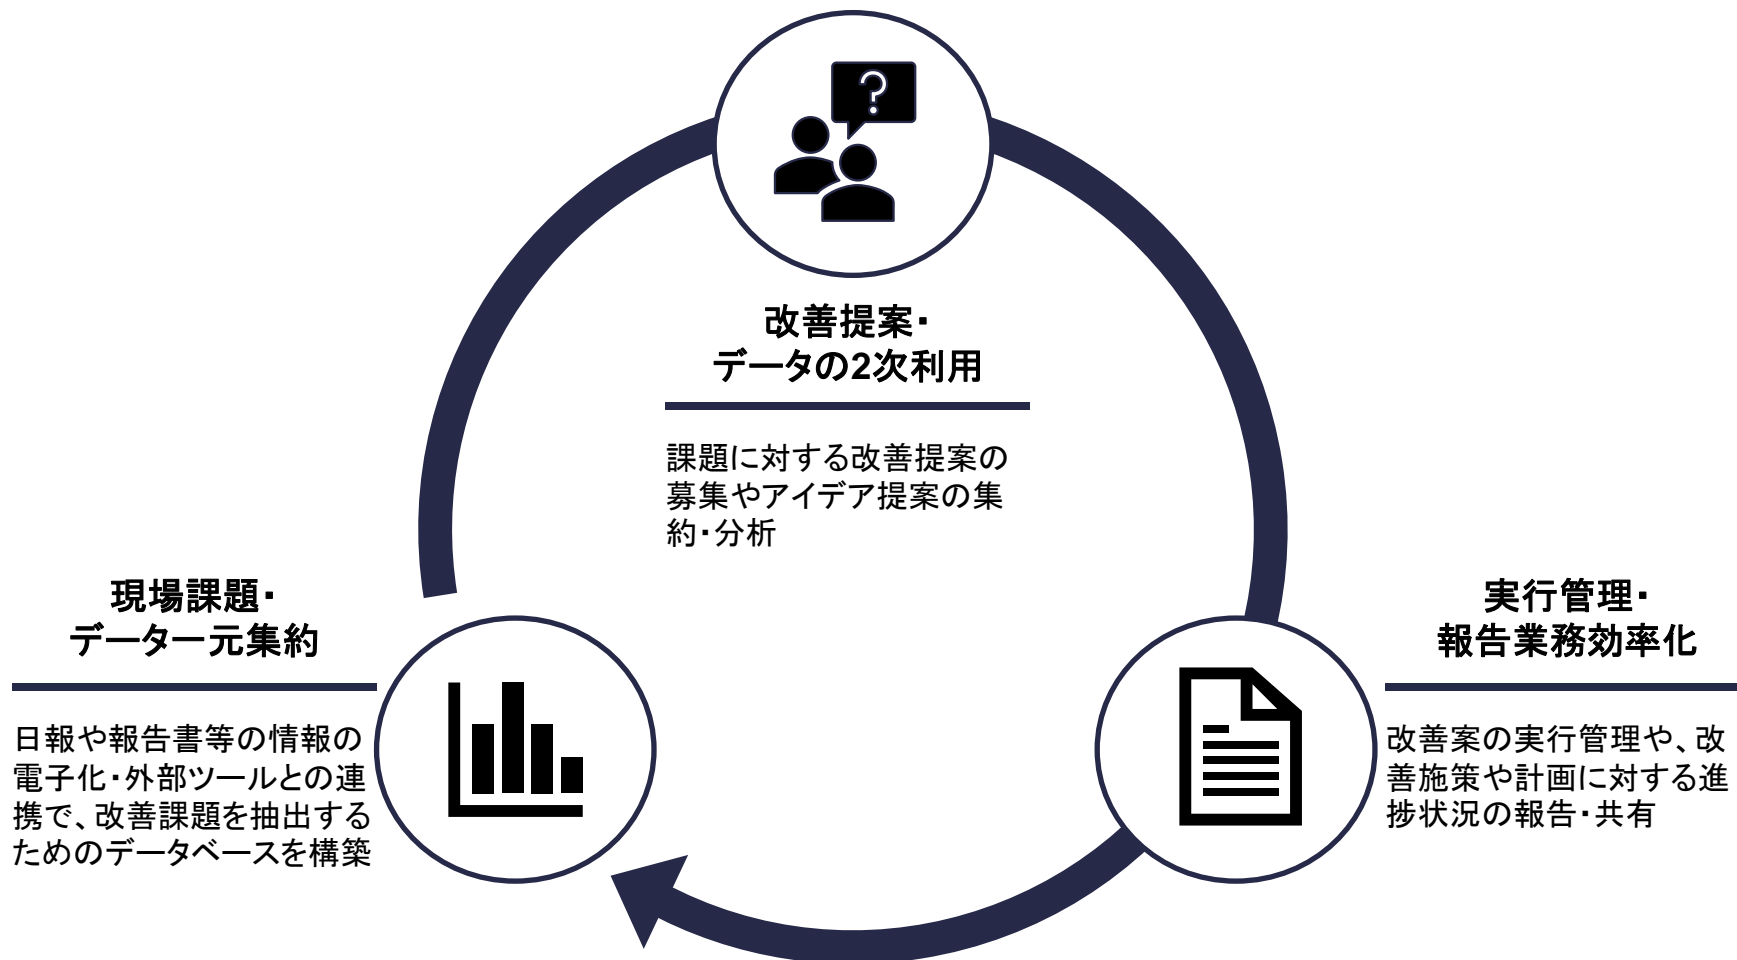 ?
改善提案・
データの2次利用
課題に対する改善提案の
募集やアイデア提案の集
約・分析
現場課題・
データ一元集約
日報や報告書等の情報の
電子化・外部ツールとの連
携で、改善課題を抽出する
ためのデータベースを構築
実行管理・
報告業務効率化
改善案の実行管理や、改
善施策や計画に対する進
捗状況の報告・共有